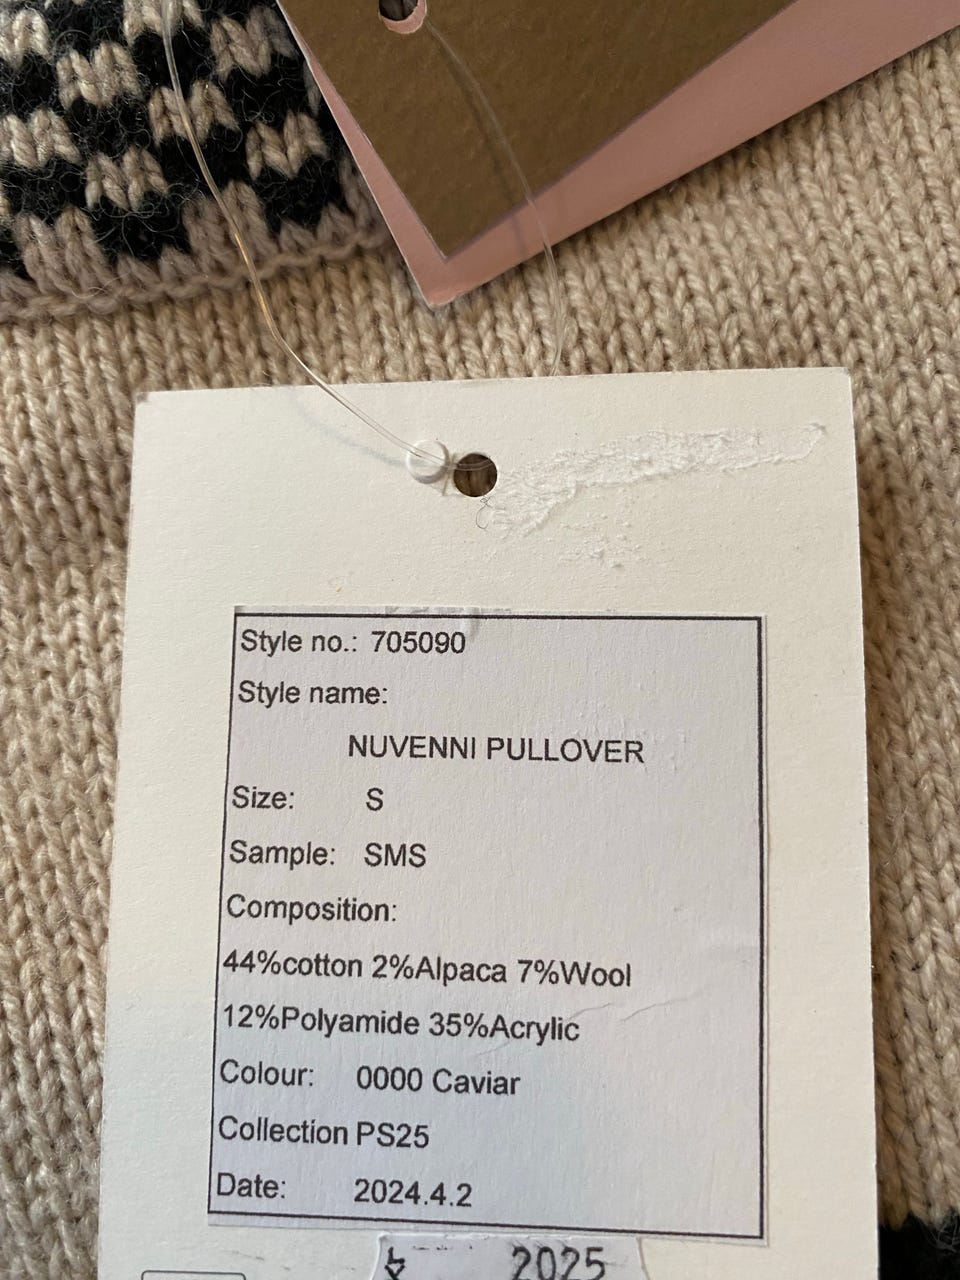 Style no.: 705090
Style name:
NUVENNI PULLOVER
Size: S
Sample: SMS
Composition:
44%cotton 2%Alpaca 7%Wool
12%Polyamide 35%Acrylic
Colour: 0000 Caviar
Collection PS25
Date: 2024.4.2
2025